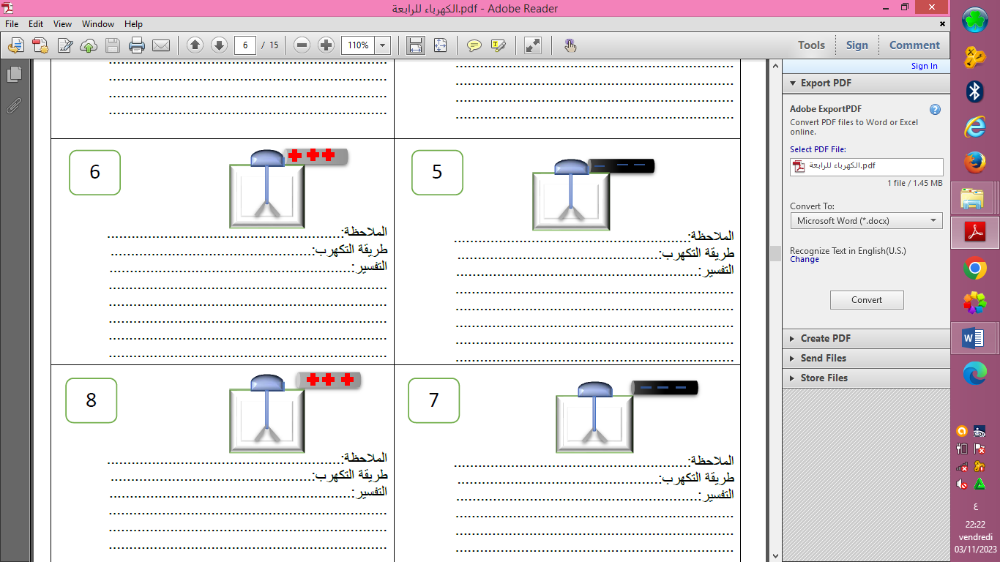 الكهرباء للرابعة.pdf - Adobe Reader
File Edit View Window Help
6 / 15 110% Tools Sign Comment
..............................................................
..............................................................
..............................................................
..............................................................
5
الملاحظة:..........................................................
طريقة التكهرب:..................................................
التفسير:............................................................
....................................................................
....................................................................
....................................................................
....................................................................
....................................................................
6
الملاحظة:..........................................................
طريقة التكهرب:..................................................
التفسير:............................................................
....................................................................
....................................................................
....................................................................
....................................................................
....................................................................
7
الملاحظة:..........................................................
طريقة التكهرب:..................................................
التفسير:............................................................
....................................................................
....................................................................
....................................................................
8
الملاحظة:..........................................................
طريقة التكهرب:..................................................
التفسير:............................................................
....................................................................
....................................................................
....................................................................
Sign In
Export PDF
Adobe ExportPDF
Convert PDF files to Word or Excel
online.
Select PDF File:
الكهرباء للرابعة.pdf
1 file / 1.45 MB
Convert To:
Microsoft Word (*.docx)
Recognize Text in English(U.S.)
Change
Convert
Create PDF
Send Files
Store Files
ع
22:22
vendredi
03/11/2023